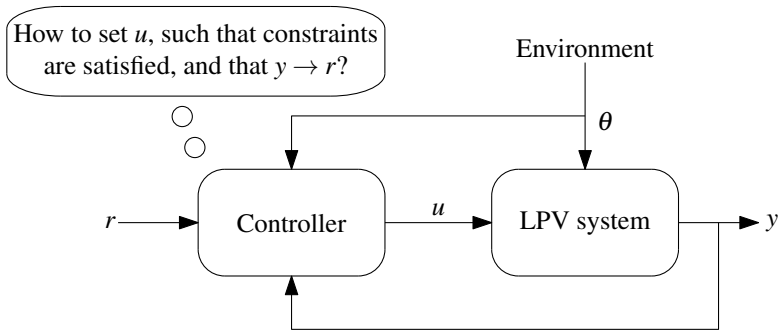 How to set u, such that constraints
are satisfied, and that y → r?
Environment
θ
r
Controller
u
LPV system
y